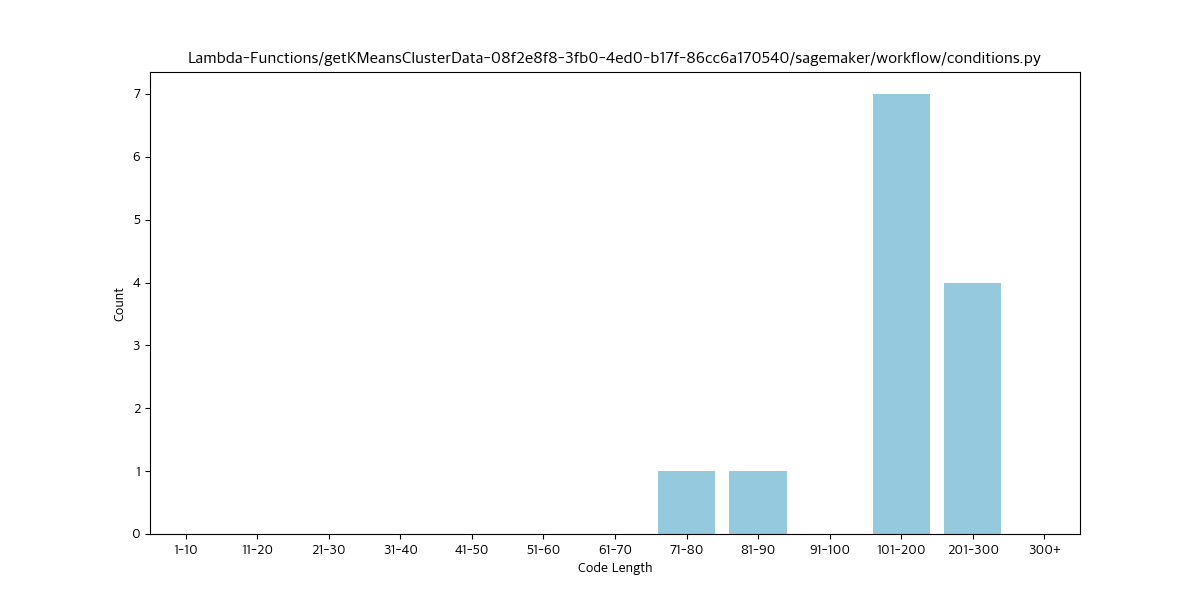 Lambda-Functions/getKMeansClusterData-08f2e8f8-3fb0-4ed0-b17f-86cc6a170540/sagemaker/workflow/conditions.py
7
6
5
4
3
2
1
0
Count
1-10 11-20 21-30 31-40 41-50 51-60 61-70 71-80 81-90 91-100 101-200 201-300 300+
Code Length